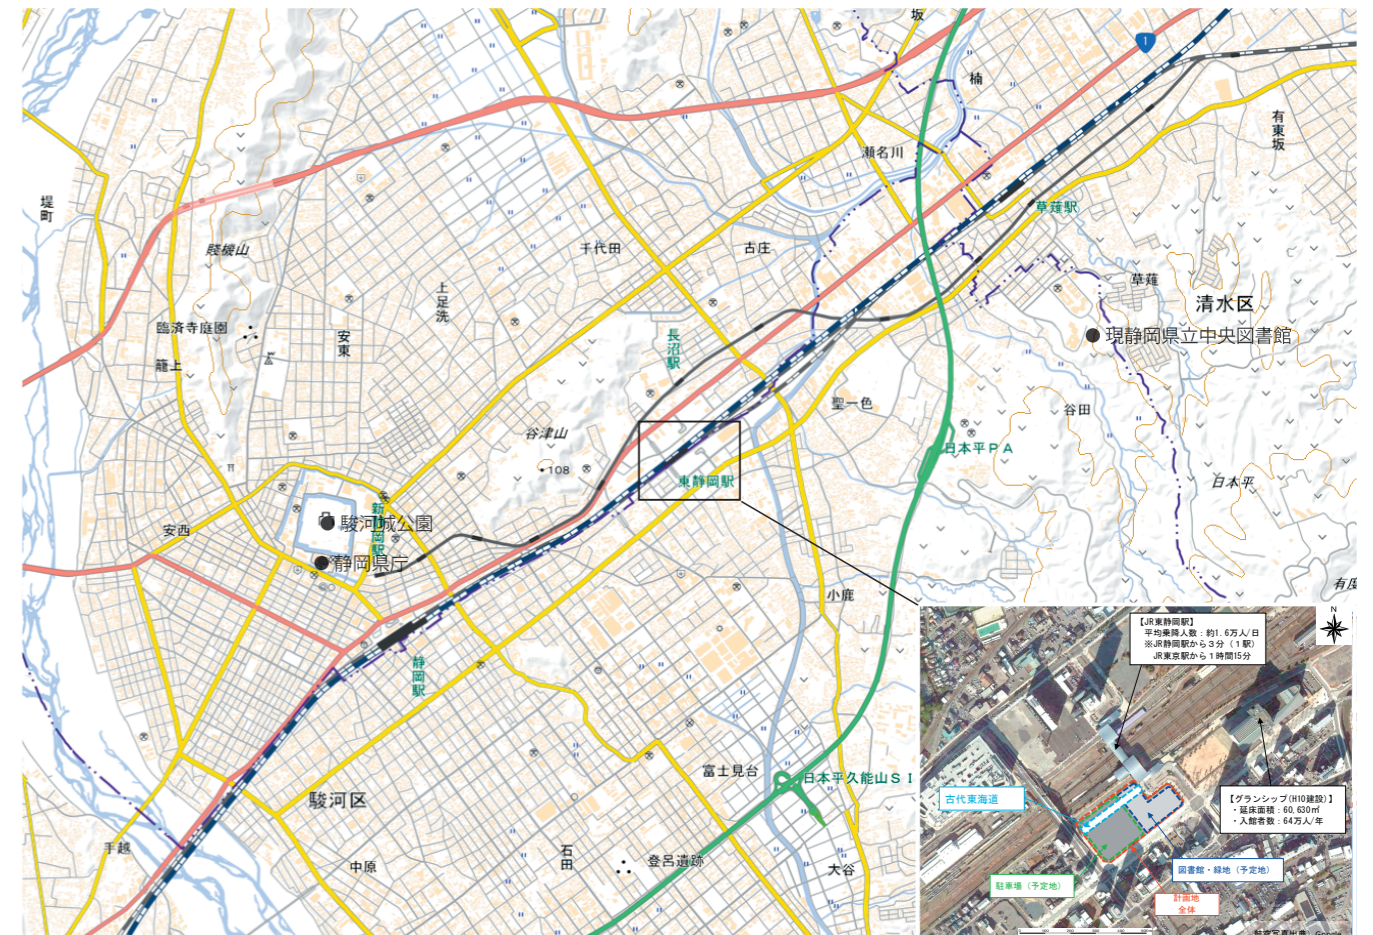 坂
1
楠
有東坂
瀬名川
堤町
草薙駅
賤機山
千代田
古庄
草薙
上足洗
清水区
臨済寺庭園
安東
長沼駅
現静岡県立中央図書館
籠上
聖一色
谷田
谷津山
108
日本平PA
東静岡駅
日本平
駿河城公園
新静岡駅
安西
静岡県庁
小鹿
有度
N
【JR東静岡駅】
平均乗降人数：約1.6万人/日
※JR静岡駅から3分（1駅）
JR東京駅から1時間15分
静岡駅
富士見台
日本平久能山SI
駿河区
古代東海道
【グランシップ(H10建設)】
・延床面積：60,630㎡
・入館者数：64万人/年
手越
中原
石田
登呂遺跡
大谷
図書館・緑地（予定地）
駐車場（予定地）
計画地
全体